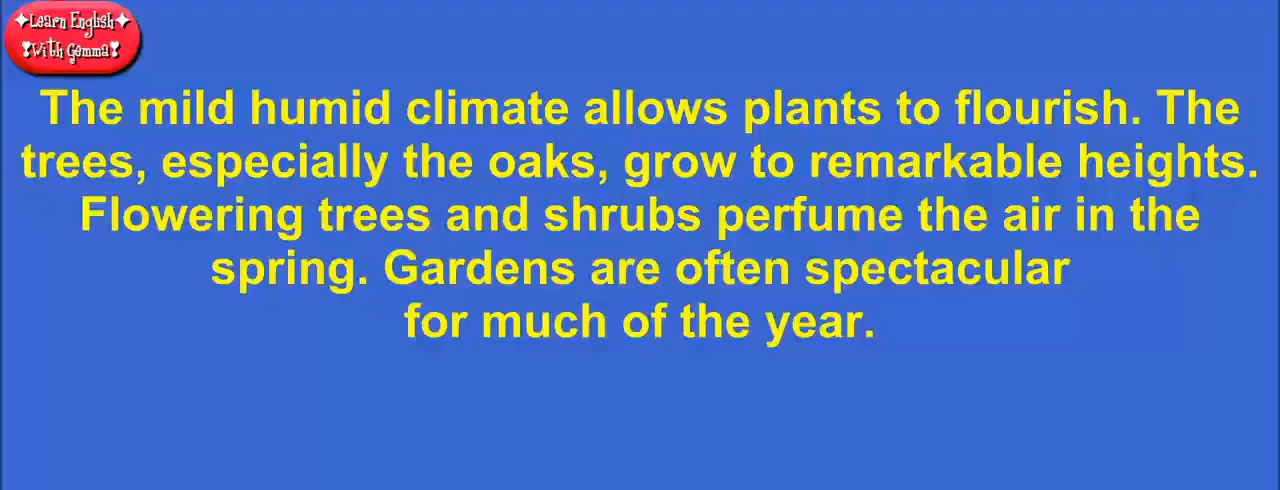 ✦Learn English✦
❣With Gemma❣
The mild humid climate allows plants to flourish. The
trees, especially the oaks, grow to remarkable heights.
Flowering trees and shrubs perfume the air in the
spring. Gardens are often spectacular
for much of the year.